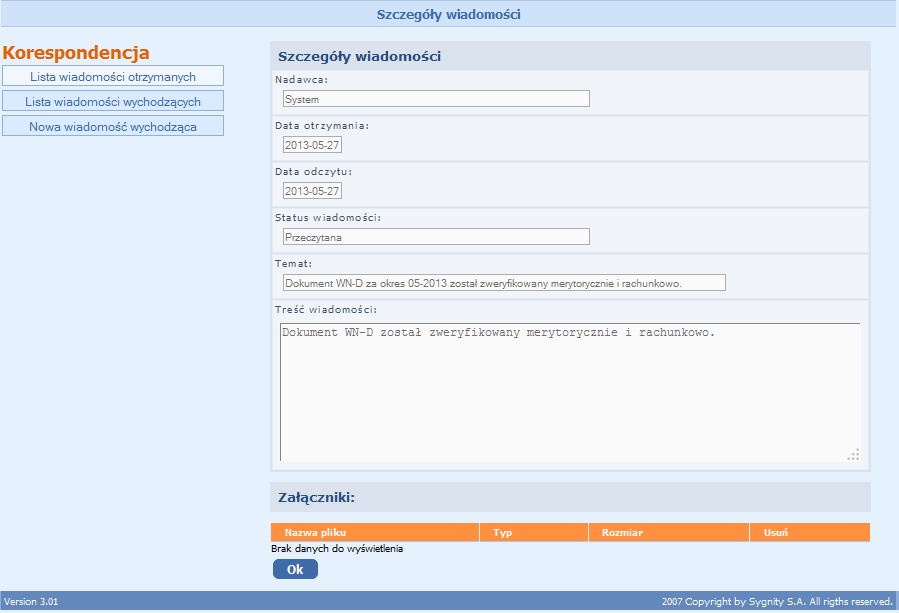 Szczegóły wiadomości
Korespondencja
Lista wiadomości otrzymanych
Lista wiadomości wychodzących
Nowa wiadomość wychodząca
Szczegóły wiadomości
Nadawca:
System
Data otrzymania:
2013-05-27
Data odczytu:
2013-05-27
Status wiadomości:
Przeczytana
Temat:
Dokument WN-D za okres 05-2013 został zweryfikowany merytorycznie i rachunkowo.
Treść wiadomości:
Dokument WN-D został zweryfikowany merytorycznie i rachunkowo.
Załączniki:
Nazwa pliku Typ Rozmiar Usuń
Brak danych do wyświetlenia
Ok
Version 3.01 2007 Copyright by Sygnity S.A. All rigths reserved.